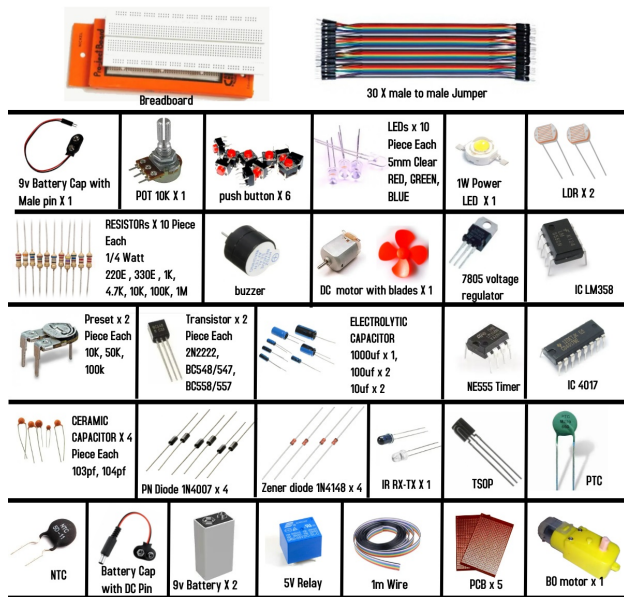 Breadboard
30 X male to male Jumper
9v Battery Cap with
Male pin X 1
POT 10K X 1
push button X 6
LEDs x 10
Piece Each
5mm Clear
RED, GREEN,
BLUE
1W Power
LED X 1
LDR X 2
RESISTORs X 10 Piece
Each
1/4 Watt
220E , 330E , 1K,
4.7K, 10K, 100K, 1M
buzzer
DC motor with blades X 1
7805 voltage
regulator
IC LM358
Preset x 2
Piece Each
10K, 50K,
100k
Transistor x 2
Piece Each
2N2222,
BC548/547,
BC558/557
ELECTROLYTIC
CAPACITOR
1000uf x 1,
100uf x 2
10uf x 2
NE555 Timer
IC 4017
CERAMIC
CAPACITOR X 4
Piece Each
103pf, 104pf
PN Diode 1N4007 x 4
Zener diode 1N4148 x 4
IR RX-TX X 1
TSOP
PTC
NTC
NTC
Battery Cap
with DC Pin
9v Battery X 2
5V Relay
1m Wire
PCB x 5
BO motor x 1